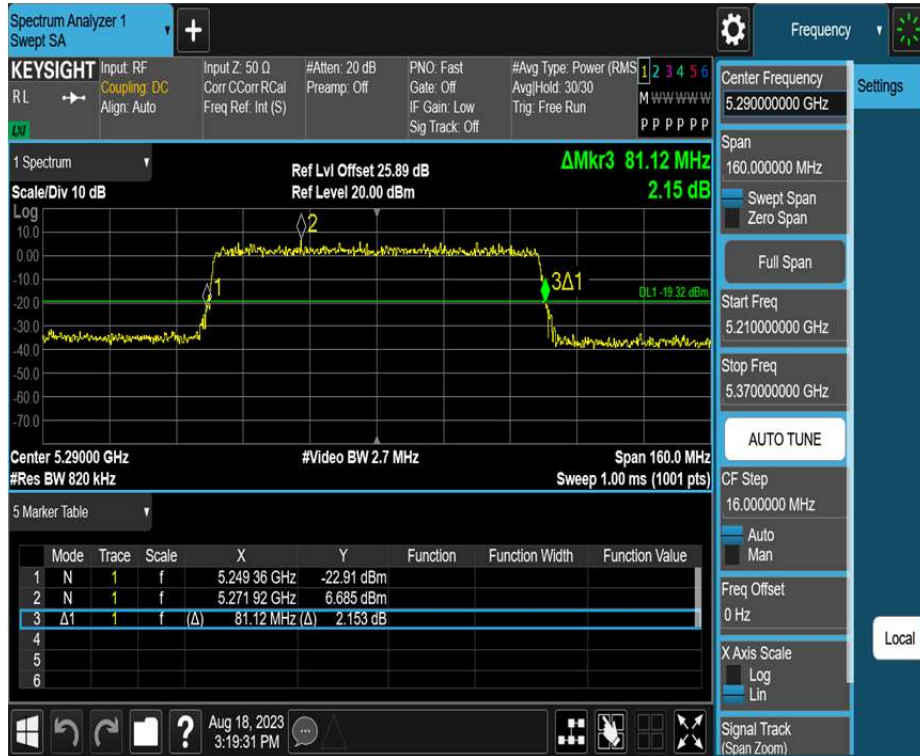 Spectrum Analyzer 1
Swept SA
Frequency
KEYSIGHT
RL
LXI
Input: RF
Coupling: DC
Align: Auto
Input Z: 50 Ω
Corr CCorr RCal
Freq Ref: Int (S)
#Atten: 20 dB
Preamp: Off
PNO: Fast
Gate: Off
IF Gain: Low
Sig Track: Off
#Avg Type: Power (RMS
Avg|Hold: 30/30
Trig: Free Run
1 2 3 4 5 6
M W W W W W
P P P P P P
Center Frequency
5.290000000 GHz
Settings
Span
160.000000 MHz
Swept Span
Zero Span
Full Span
Start Freq
5.210000000 GHz
Stop Freq
5.370000000 GHz
AUTO TUNE
CF Step
16.000000 MHz
Auto
Man
Freq Offset
0 Hz
X Axis Scale
Log
Lin
Signal Track
(Span Zoom)
Local
1 Spectrum
Scale/Div 10 dB
Ref Lvl Offset 25.89 dB
Ref Level 20.00 dBm
ΔMkr3 81.12 MHz
2.15 dB
Log
10.0
0.00
-10.0
-20.0
-30.0
-40.0
-50.0
-60.0
-70.0
1
2
3Δ1
DL1 -19.32 dBm
Center 5.29000 GHz
#Video BW 2.7 MHz
Span 160.0 MHz
#Res BW 820 kHz
Sweep 1.00 ms (1001 pts)
5 Marker Table
Mode Trace Scale X Y Function Function Width Function Value
1 N 1 f 5.249 36 GHz -22.91 dBm
2 N 1 f 5.271 92 GHz 6.685 dBm
3 Δ1 1 f (Δ) 81.12 MHz (Δ) 2.153 dB
4
5
6
?
Aug 18, 2023
3:19:31 PM